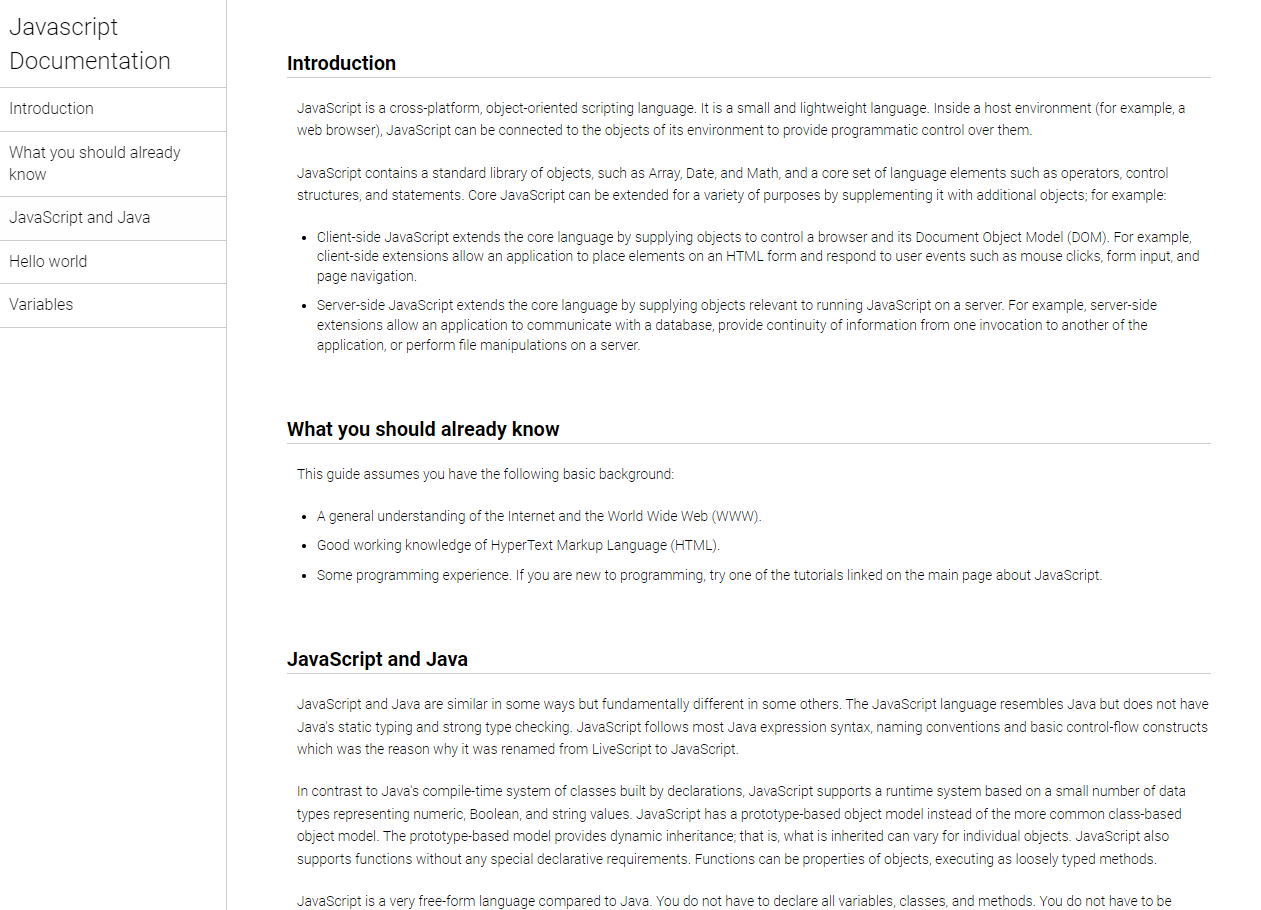 Javascript
Documentation
Introduction
What you should already
know
JavaScript and Java
Hello world
Variables
Introduction
JavaScript is a cross-platform, object-oriented scripting language. It is a small and lightweight language. Inside a host environment (for example, a
web browser), JavaScript can be connected to the objects of its environment to provide programmatic control over them.
JavaScript contains a standard library of objects, such as Array, Date, and Math, and a core set of language elements such as operators, control
structures, and statements. Core JavaScript can be extended for a variety of purposes by supplementing it with additional objects; for example:
• Client-side JavaScript extends the core language by supplying objects to control a browser and its Document Object Model (DOM). For example,
client-side extensions allow an application to place elements on an HTML form and respond to user events such as mouse clicks, form input, and
page navigation.
• Server-side JavaScript extends the core language by supplying objects relevant to running JavaScript on a server. For example, server-side
extensions allow an application to communicate with a database, provide continuity of information from one invocation to another of the
application, or perform file manipulations on a server.
What you should already know
This guide assumes you have the following basic background:
• A general understanding of the Internet and the World Wide Web (WWW).
• Good working knowledge of HyperText Markup Language (HTML).
• Some programming experience. If you are new to programming, try one of the tutorials linked on the main page about JavaScript.
JavaScript and Java
JavaScript and Java are similar in some ways but fundamentally different in some others. The JavaScript language resembles Java but does not have
Java's static typing and strong type checking. JavaScript follows most Java expression syntax, naming conventions and basic control-flow constructs
which was the reason why it was renamed from LiveScript to JavaScript.
In contrast to Java's compile-time system of classes built by declarations, JavaScript supports a runtime system based on a small number of data
types representing numeric, Boolean, and string values. JavaScript has a prototype-based object model instead of the more common class-based
object model. The prototype-based model provides dynamic inheritance; that is, what is inherited can vary for individual objects. JavaScript also
supports functions without any special declarative requirements. Functions can be properties of objects, executing as loosely typed methods.
JavaScript is a very free-form language compared to Java. You do not have to declare all variables, classes, and methods. You do not have to be